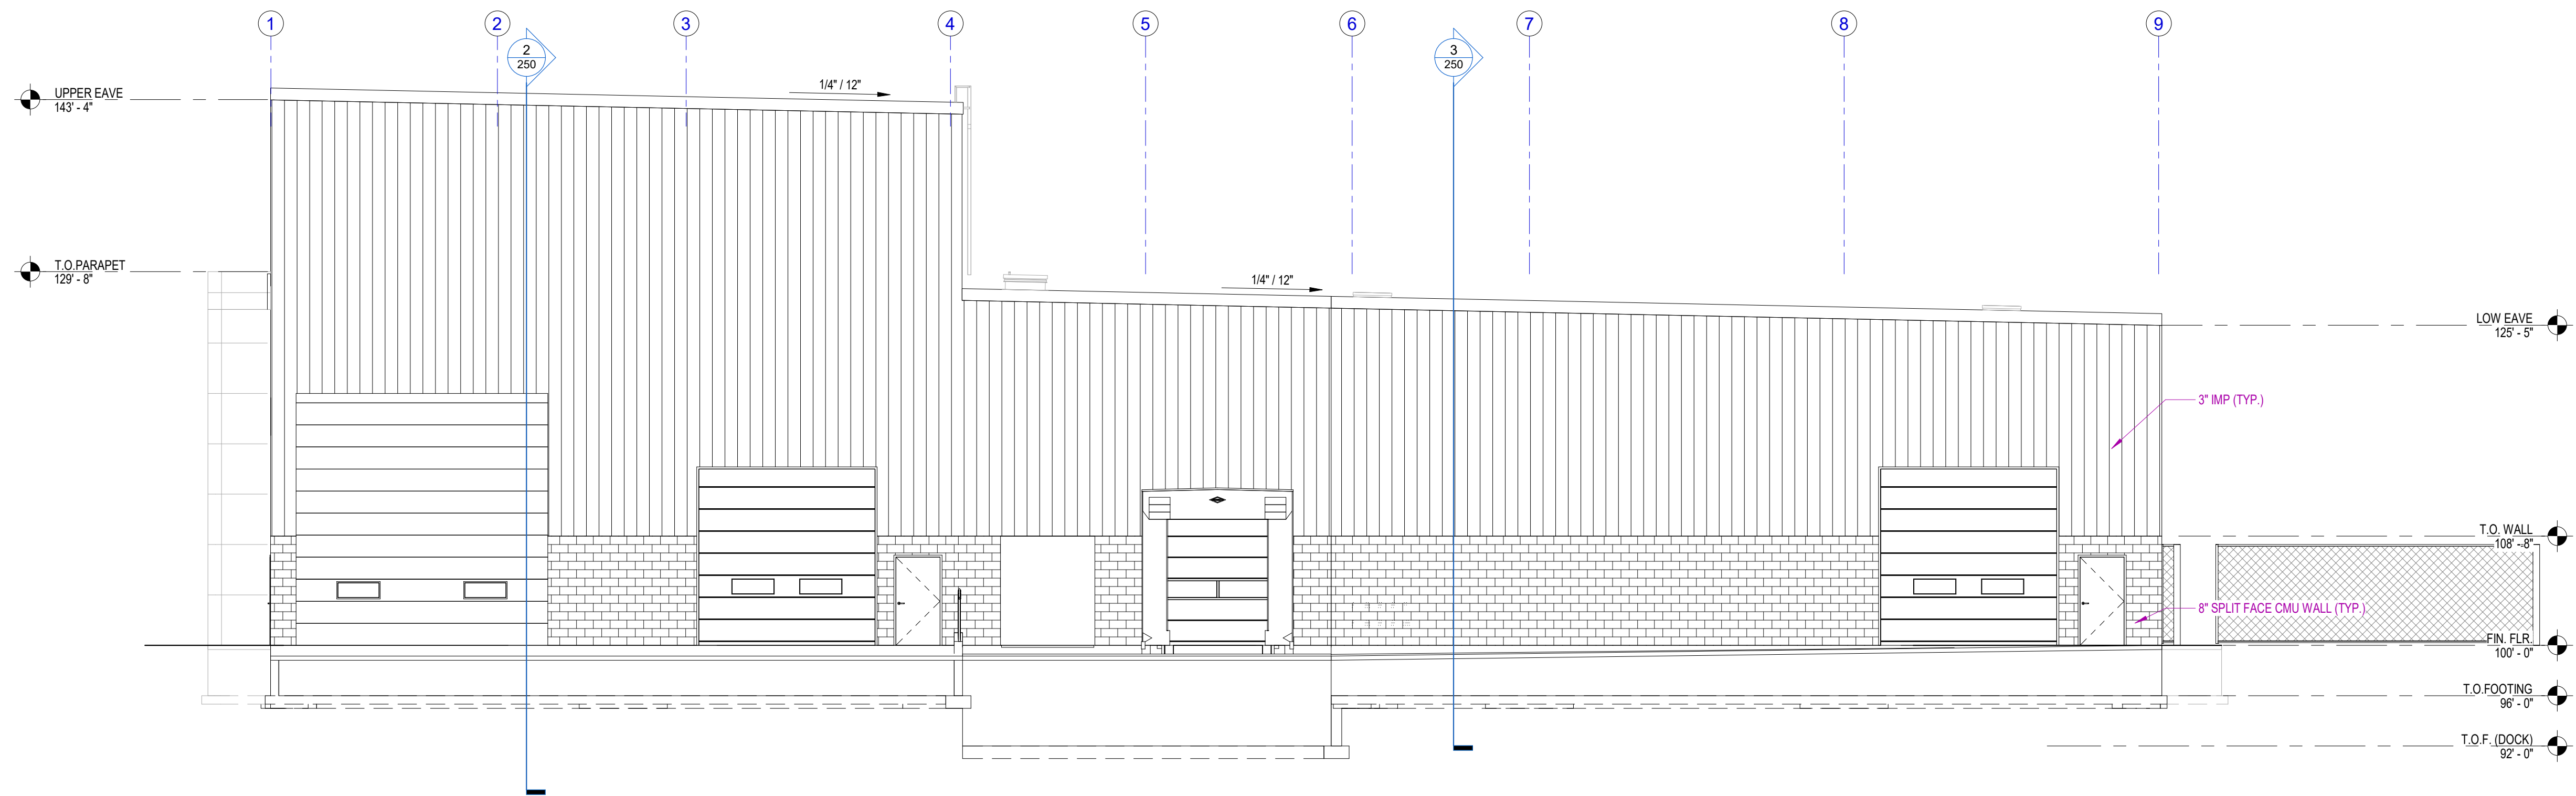 1
2
3
4
5
6
7
8
9
2
250
3
250
UPPER EAVE
143' - 4"
1/4" / 12"
T.O.PARAPET
129' - 8"
1/4" / 12"
LOW EAVE
125' - 5"
3" IMP (TYP.)
T.O. WALL
108' - 8"
8" SPLIT FACE CMU WALL (TYP.)
FIN. FLR.
100' - 0"
T.O.FOOTING
96' - 0"
T.O.F. (DOCK)
92' - 0"